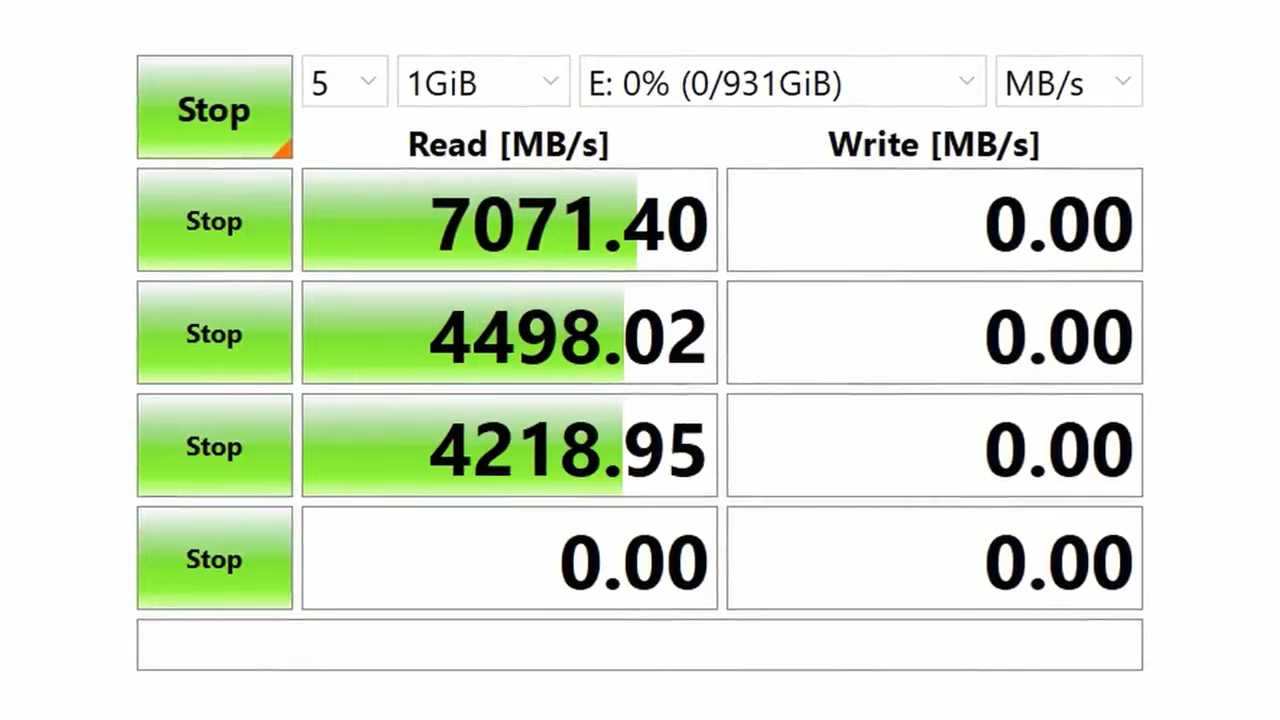 Stop 5 1GiB E: 0% (0/931GiB) MB/s
Read [MB/s] Write [MB/s]
Stop 7071.40 0.00
Stop 4498.02 0.00
Stop 4218.95 0.00
Stop 0.00 0.00